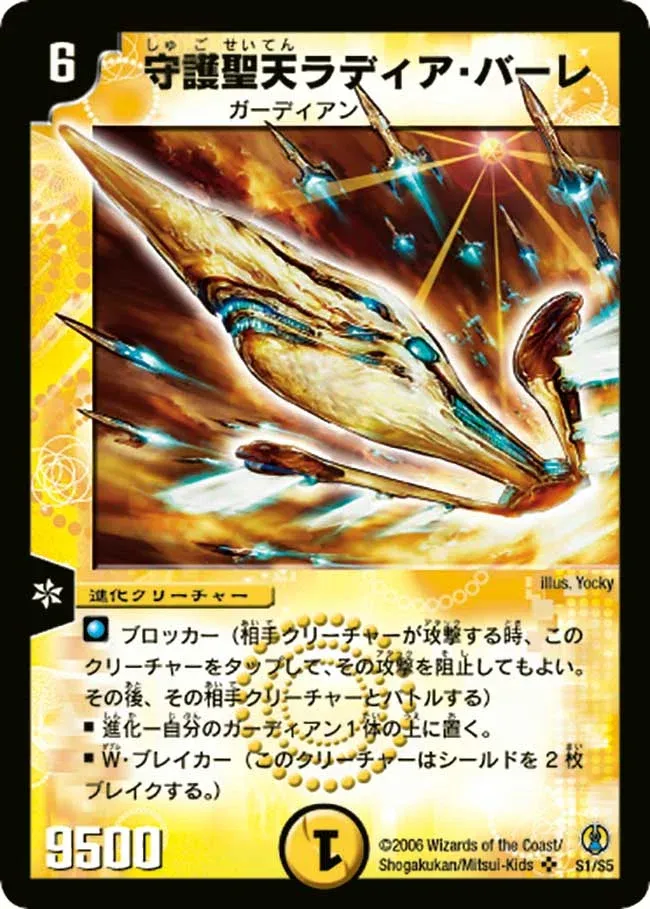 6
しゅごせいてん
守護聖天ラディア・バーレ
ガーディアン
illus. Yocky
進化クリーチャー
ブロッカー（相手クリーチャーが攻撃する時、この
クリーチャーをタップして、その攻撃を阻止してもよい。
その後、その相手クリーチャーとバトルする）
■ 進化－自分のガーディアン1体の上に置く。
■ W・ブレイカー（このクリーチャーはシールドを2枚
ブレイクする。）
9500
1
©2006 Wizards of the Coast/
Shogakukan/Mitsui-Kids S1/S5